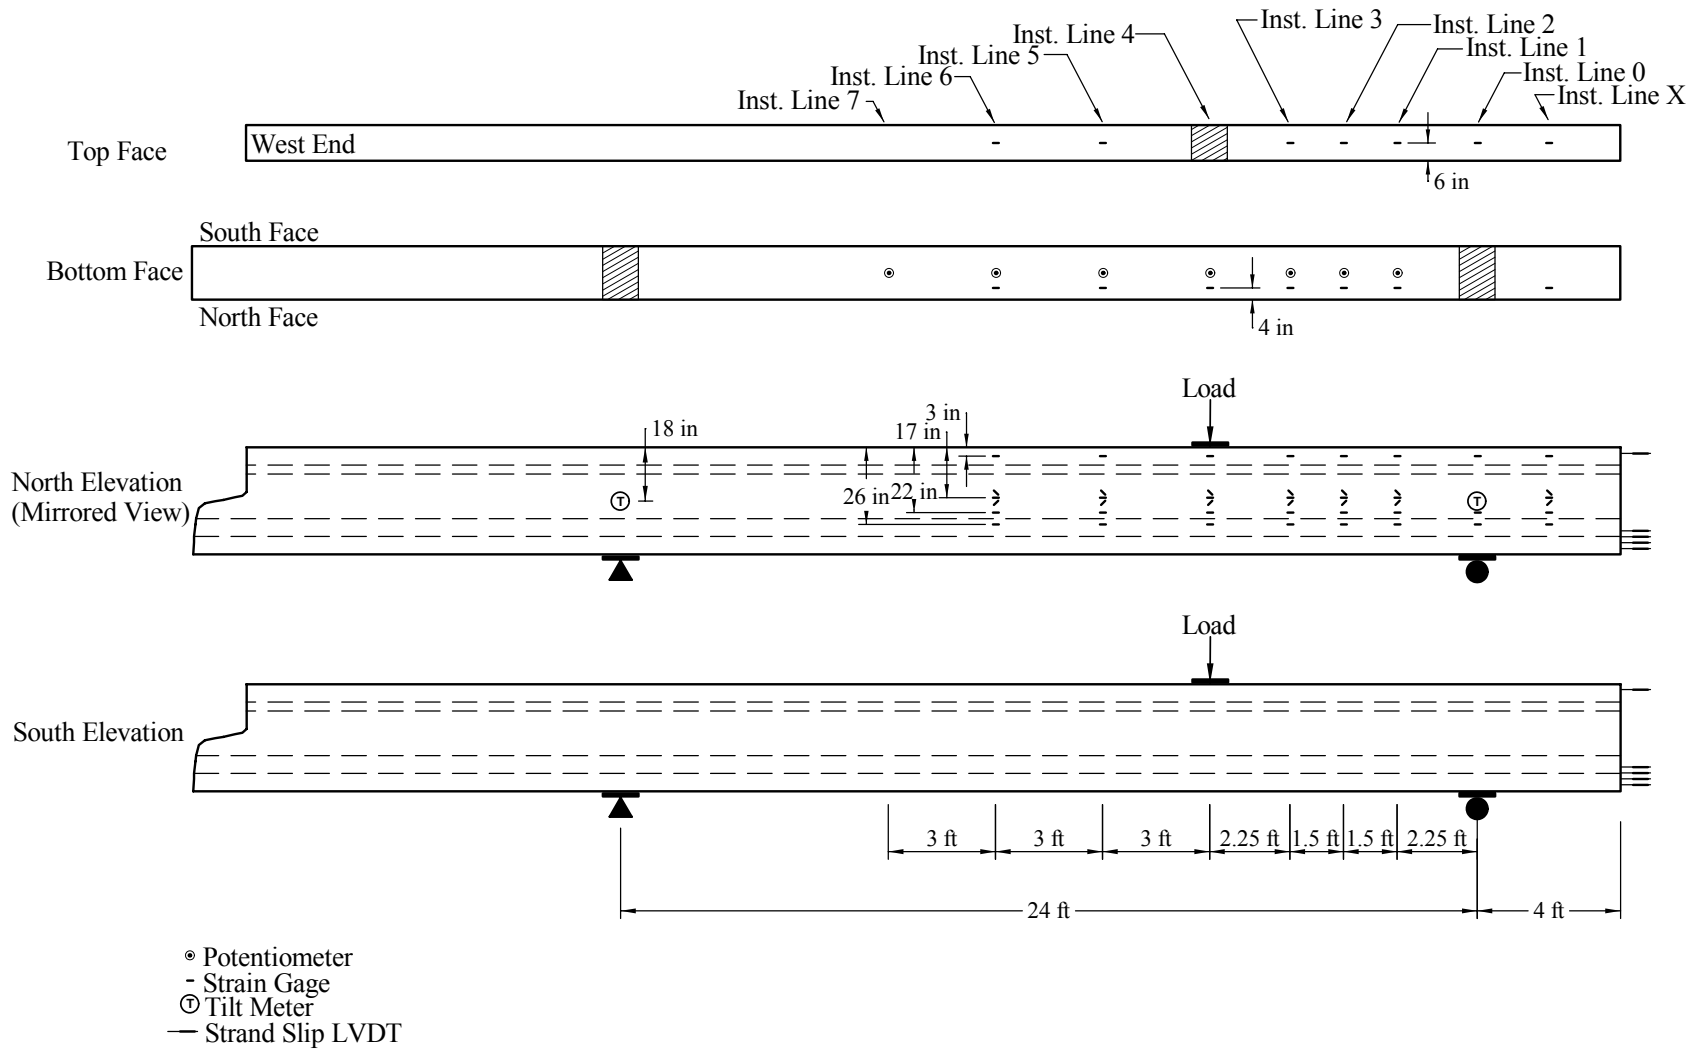 Inst. Line 3
Inst. Line 2
Inst. Line 4
Inst. Line 1
Inst. Line 5
Inst. Line 0
Inst. Line 6
Inst. Line X
Inst. Line 7
Top Face
West End
6 in
South Face
Bottom Face
North Face
4 in
Load
3 in
18 in
17 in
North Elevation
(Mirrored View)
26 in
22 in
T
T
Load
South Elevation
3 ft
3 ft
3 ft
2.25 ft
1.5 ft
1.5 ft
2.25 ft
24 ft
4 ft
Potentiometer
Strain Gage
T Tilt Meter
Strand Slip LVDT